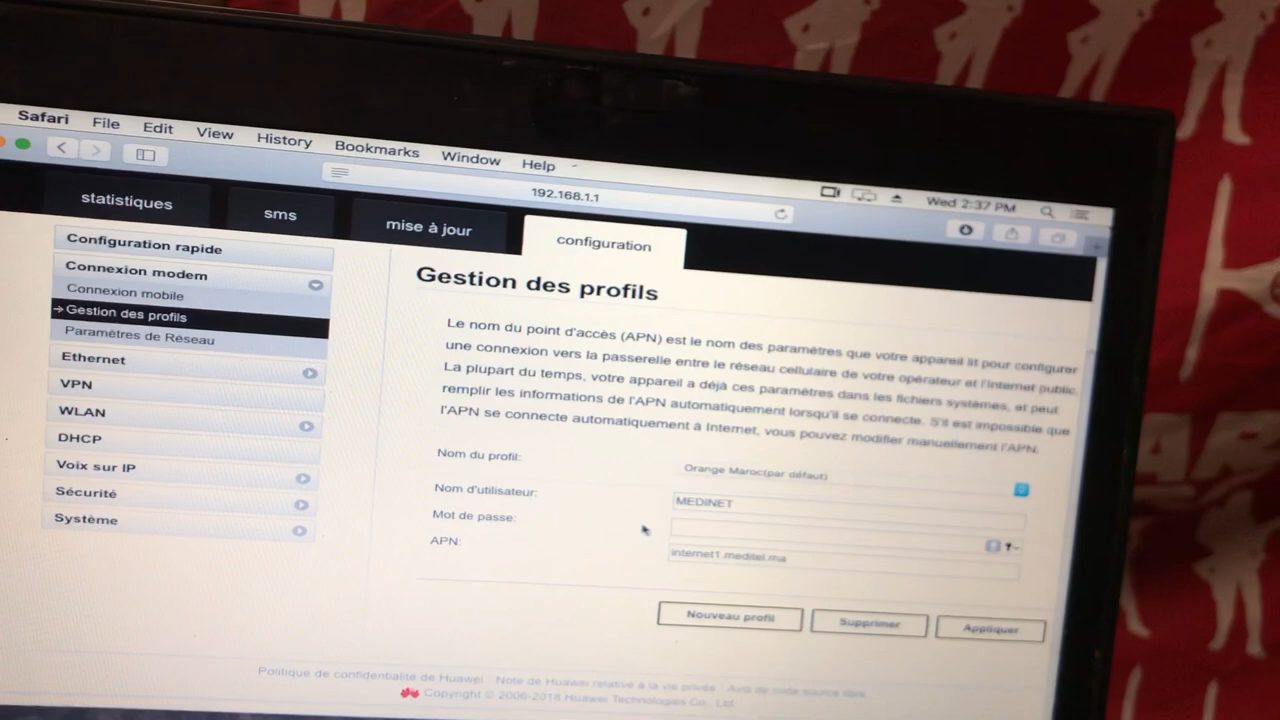 Safari File Edit View History Bookmarks Window Help
Wed 2:37 PM
192.168.1.1
statistiques sms mise à jour configuration
Configuration rapide
Connexion modem
Connexion mobile
Gestion des profils
Paramètres de Réseau
Ethernet
VPN
WLAN
DHCP
Voix sur IP
Sécurité
Système
Gestion des profils
Le nom du point d'accès (APN) est le nom des paramètres que votre appareil lit pour configurer
une connexion vers la passerelle entre le réseau cellulaire de votre opérateur et l'Internet public.
La plupart du temps, votre appareil a déjà ces paramètres dans les fichiers systèmes, et peut
remplir les informations de l'APN automatiquement lorsqu'il se connecte. S'il est impossible que
l'APN se connecte automatiquement à Internet, vous pouvez modifier manuellement l'APN.
Nom du profil: Orange Maroc(par défaut)
Nom d'utilisateur: MEDINET
Mot de passe:
APN: internet1.meditel.ma
Nouveau profil Supprimer Appliquer
Politique de confidentialité de Huawei Note de Huawei relative à la vie privée Avis de code source libre
Copyright © 2006-2016 Huawei Technologies Co., Ltd.